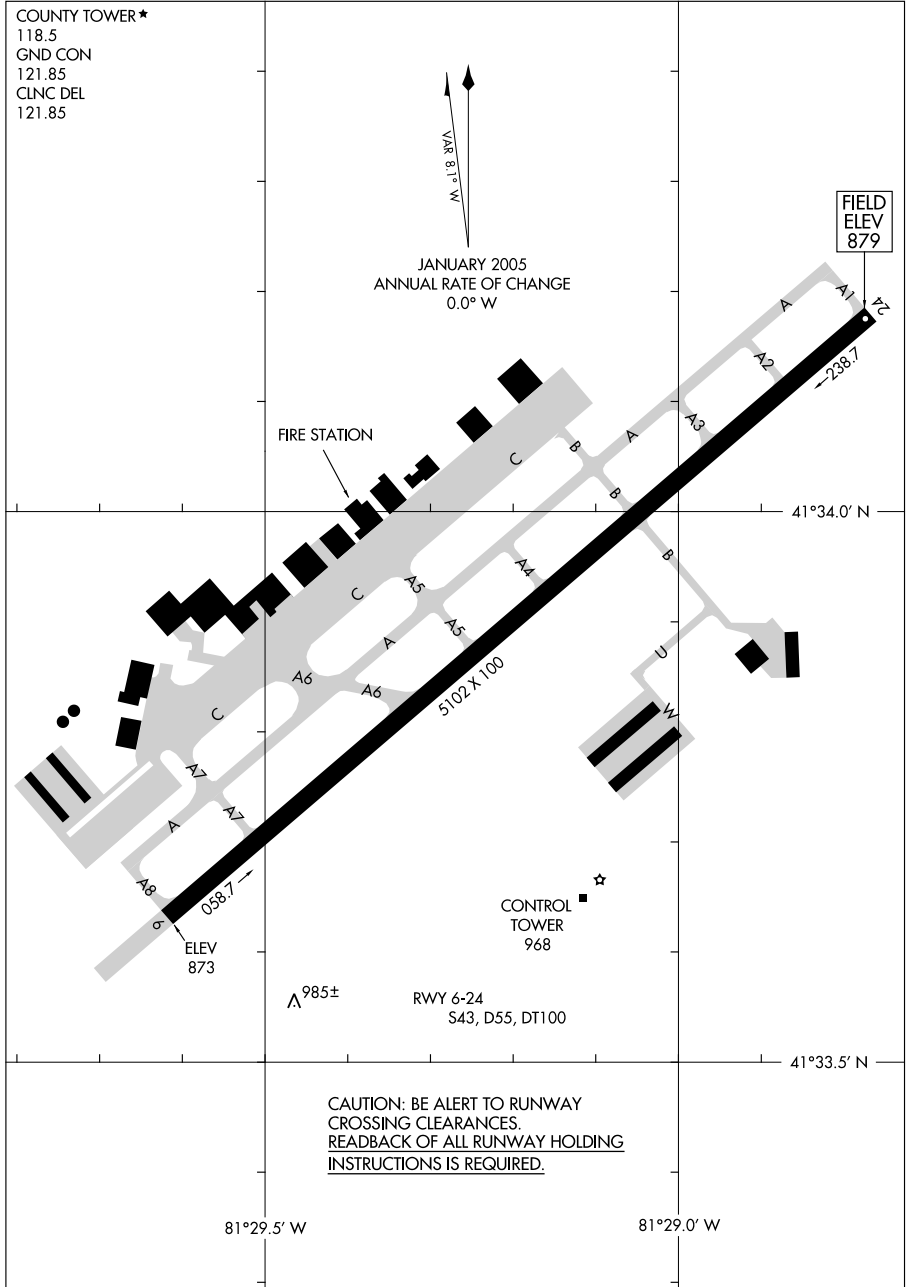 COUNTY TOWER ★
118.5
GND CON
121.85
CLNC DEL
121.85
VAR 8.1° W
JANUARY 2005
ANNUAL RATE OF CHANGE
0.0° W
FIELD
ELEV
879
A1
24
A
A2
238.7
A3
A
B
C
B
FIRE STATION
41°34.0' N
B
A4
A5
C
A5
A
U
A6
A6
5102 X 100
C
W
A7
A7
A
A8
058.7
6
ELEV
873
CONTROL
TOWER
968
985±
RWY 6-24
S43, D55, DT100
41°33.5' N
CAUTION: BE ALERT TO RUNWAY
CROSSING CLEARANCES.
READBACK OF ALL RUNWAY HOLDING
INSTRUCTIONS IS REQUIRED.
81°29.5' W
81°29.0' W